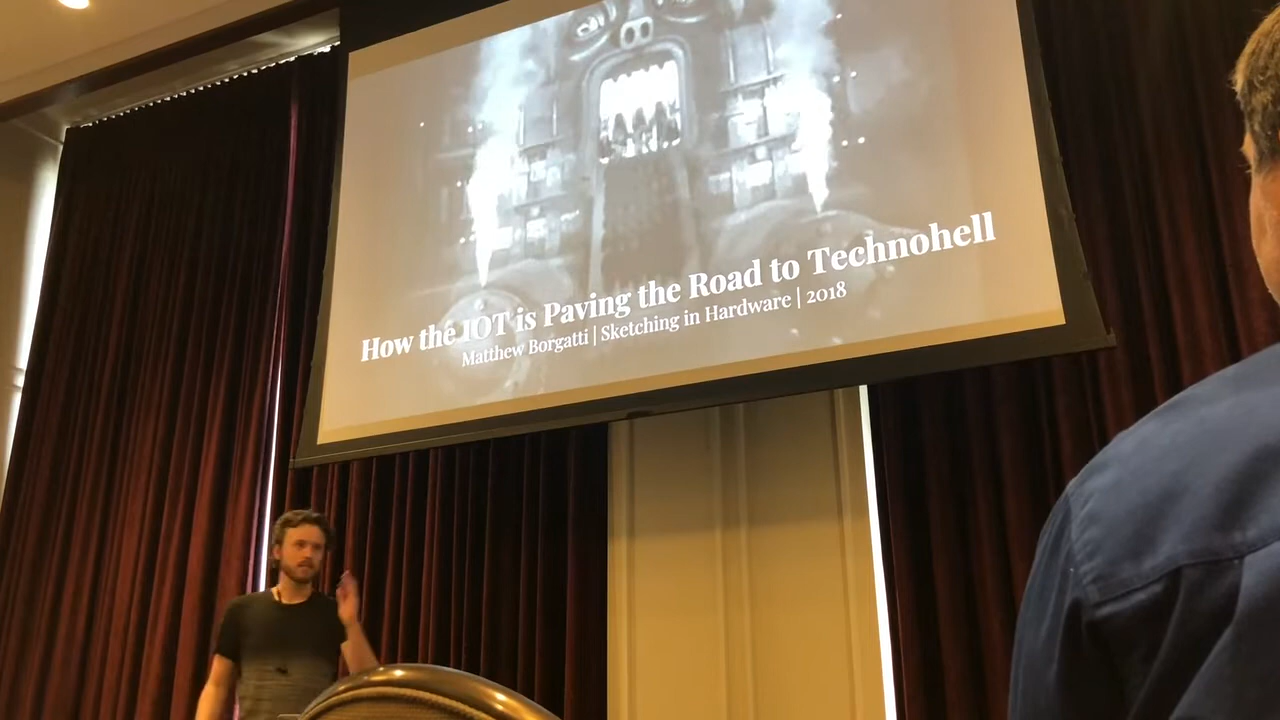 How the IOT is Paving the Road to Technohell
Matthew Borgatti | Sketching in Hardware | 2018